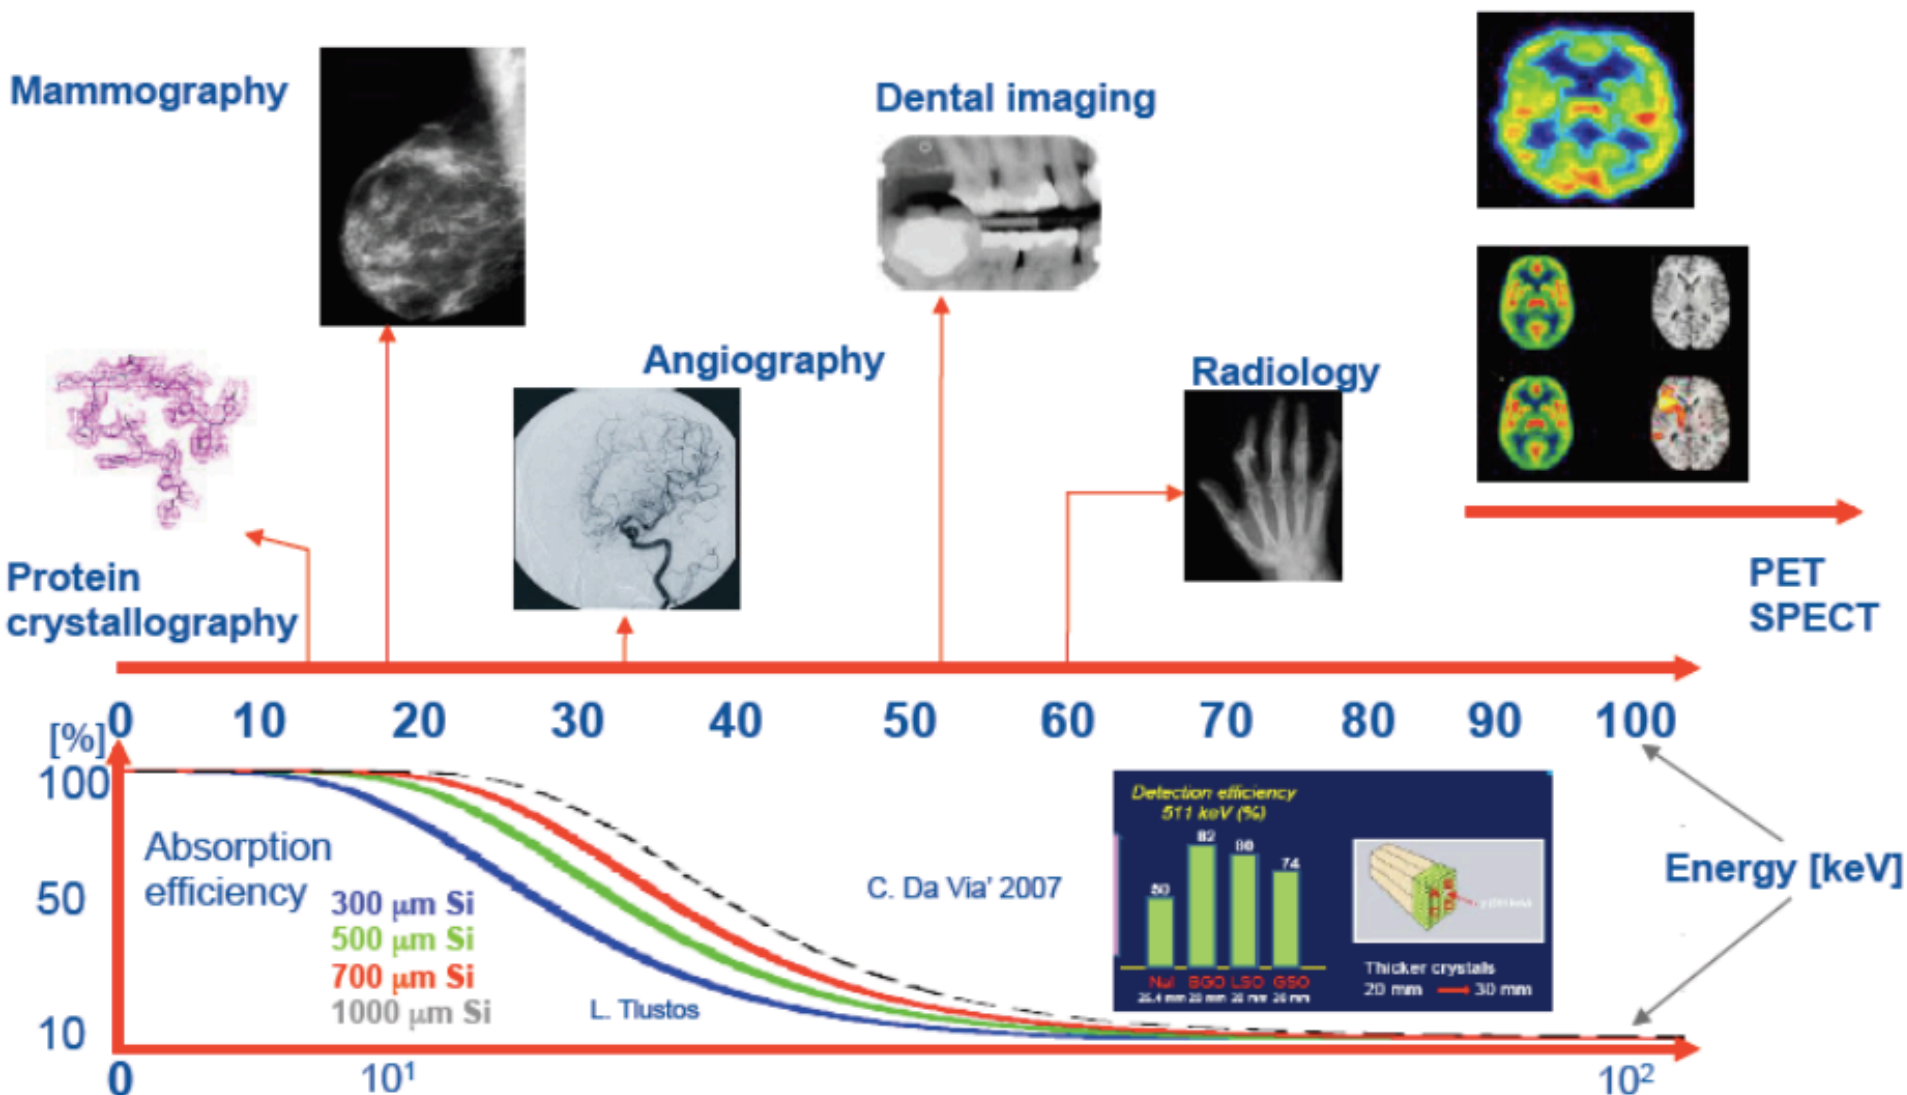 Mammography
Dental imaging
Angiography
Radiology
Protein
crystallography
PET
SPECT
0 10 20 30 40 50 60 70 80 90 100
[%]
100
50
10
Absorption
efficiency
300 μm Si
500 μm Si
700 μm Si
1000 μm Si
L. Tlustos
C. Da Via' 2007
Detection efficiency
511 keV (%)
50 82 80 74
NaI BGO LSO GSO
25.4 mm
Thicker crystals
20 mm → 30 mm
Energy [keV]
0 10¹ 10²